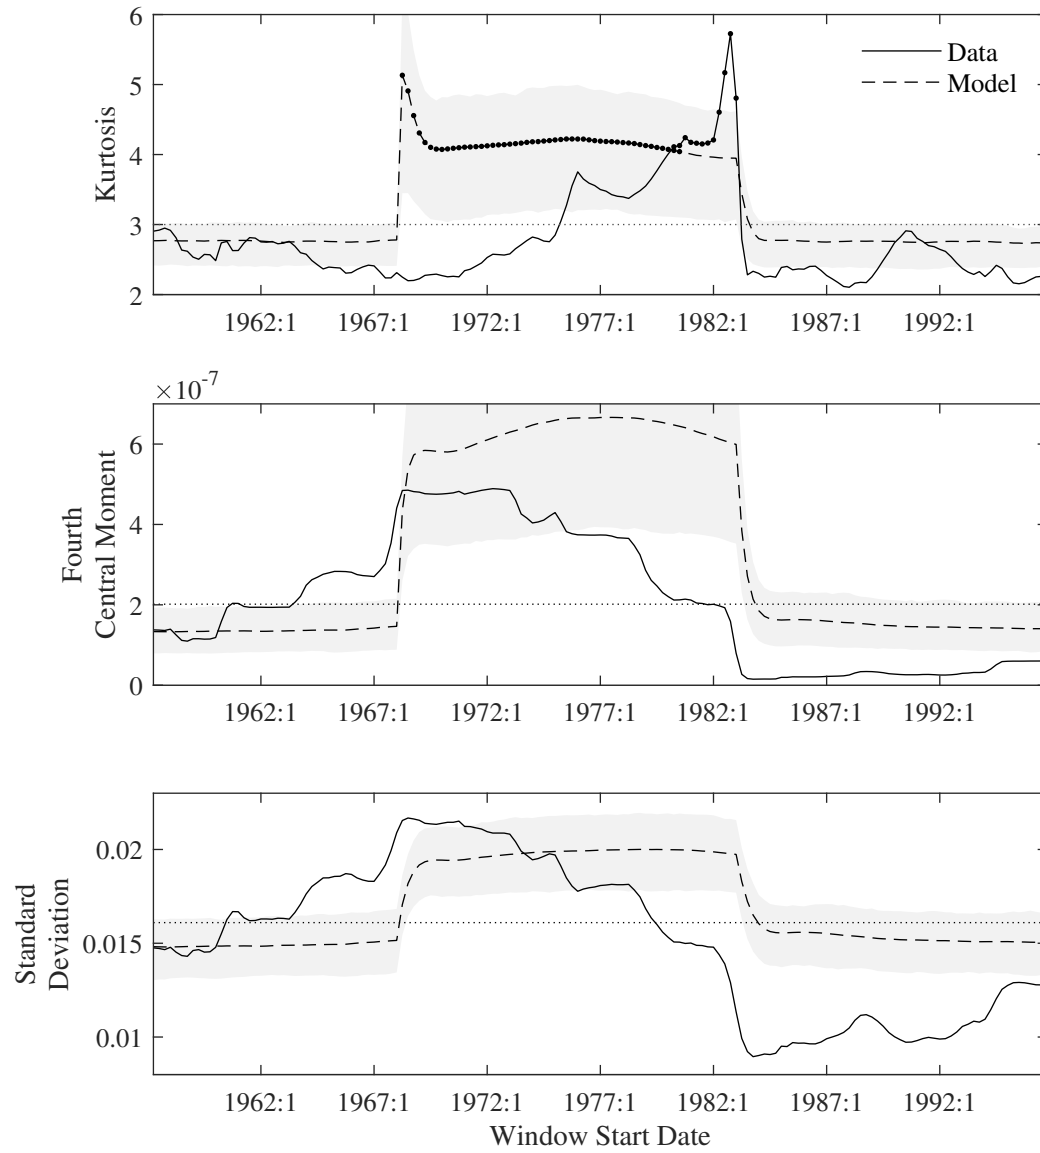 6
5
4
3
2
Kurtosis
Data
Model
1962:1 1967:1 1972:1 1977:1 1982:1 1987:1 1992:1
×10-7
6
4
2
0
Fourth
Central Moment
1962:1 1967:1 1972:1 1977:1 1982:1 1987:1 1992:1
0.02
0.015
0.01
Standard
Deviation
1962:1 1967:1 1972:1 1977:1 1982:1 1987:1 1992:1
Window Start Date